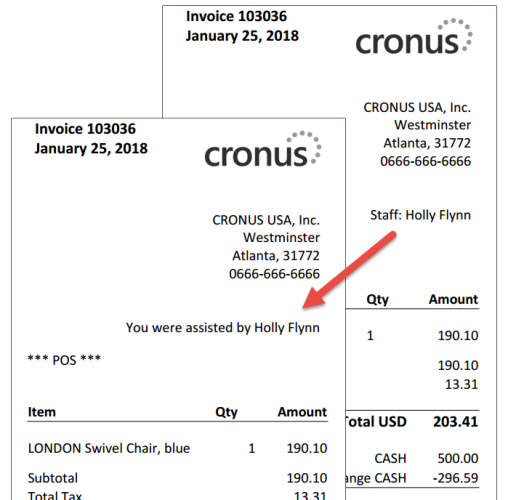 Invoice 103036
January 25, 2018
cronus
CRONUS USA, Inc.
Westminster
Atlanta, 31772
0666-666-6666
Staff: Holly Flynn
Qty Amount
1 190.10
190.10
13.31
Total USD 203.41
CASH 500.00
ange CASH -296.59
Invoice 103036
January 25, 2018
cronus
CRONUS USA, Inc.
Westminster
Atlanta, 31772
0666-666-6666
You were assisted by Holly Flynn
*** POS ***
Item Qty Amount
LONDON Swivel Chair, blue 1 190.10
Subtotal 190.10
Total Tax 13.31